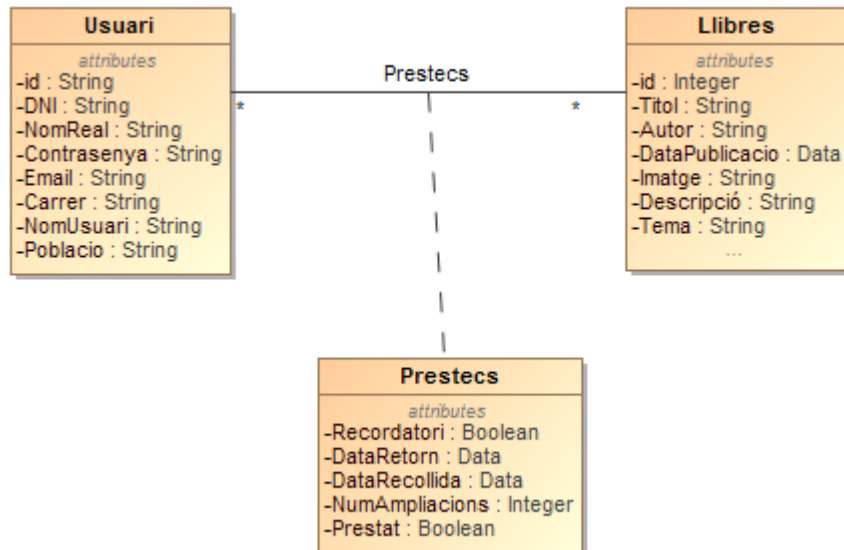 Usuari
attributes
-id : String
-DNI : String
-NomReal : String
-Contrasenya : String
-Email : String
-Carrer : String
-NomUsuari : String
-Poblacio : String
Prestecs
*
*
Llibres
attributes
-id : Integer
-Titol : String
-Autor : String
-DataPublicacio : Data
-Imatge : String
-Descripció : String
-Tema : String
...
Prestecs
attributes
-Recordatori : Boolean
-DataRetorn : Data
-DataRecollida : Data
-NumAmpliacions : Integer
-Prestat : Boolean